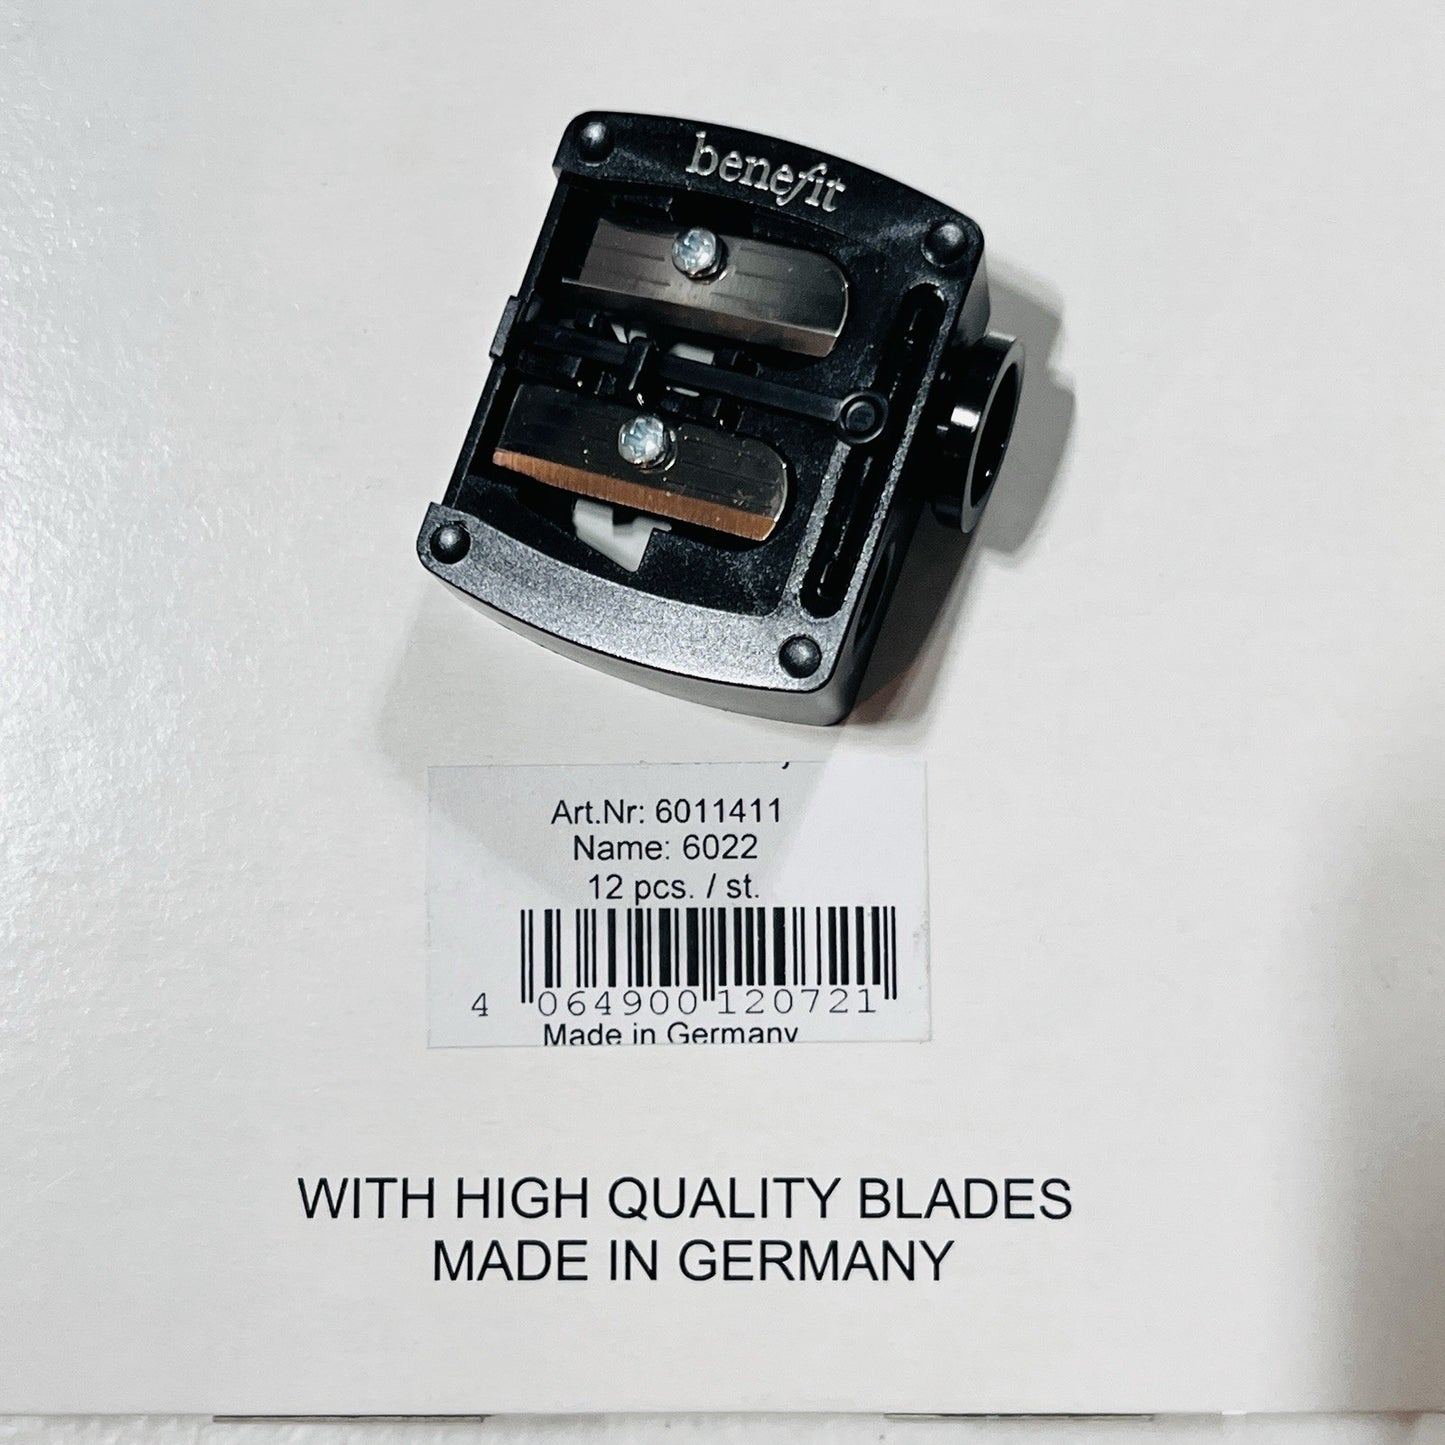 benefit
Art.Nr: 6011411
Name: 6022
12 pcs. / st.
4 064900 120721
Made in Germany
WITH HIGH QUALITY BLADES
MADE IN GERMANY